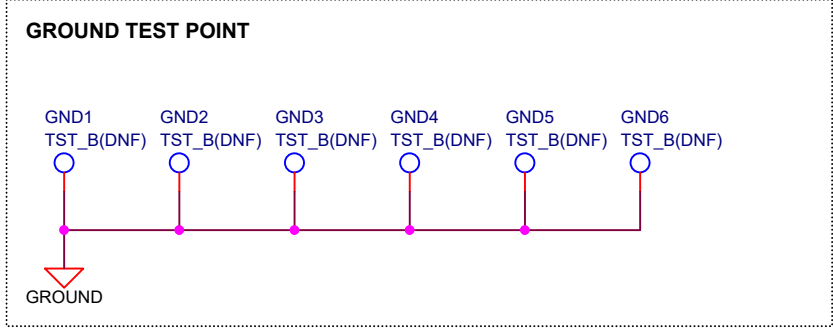 GROUND TEST POINT
GND1 GND2 GND3 GND4 GND5 GND6
TST_B(DNF) TST_B(DNF) TST_B(DNF) TST_B(DNF) TST_B(DNF) TST_B(DNF)
GROUND